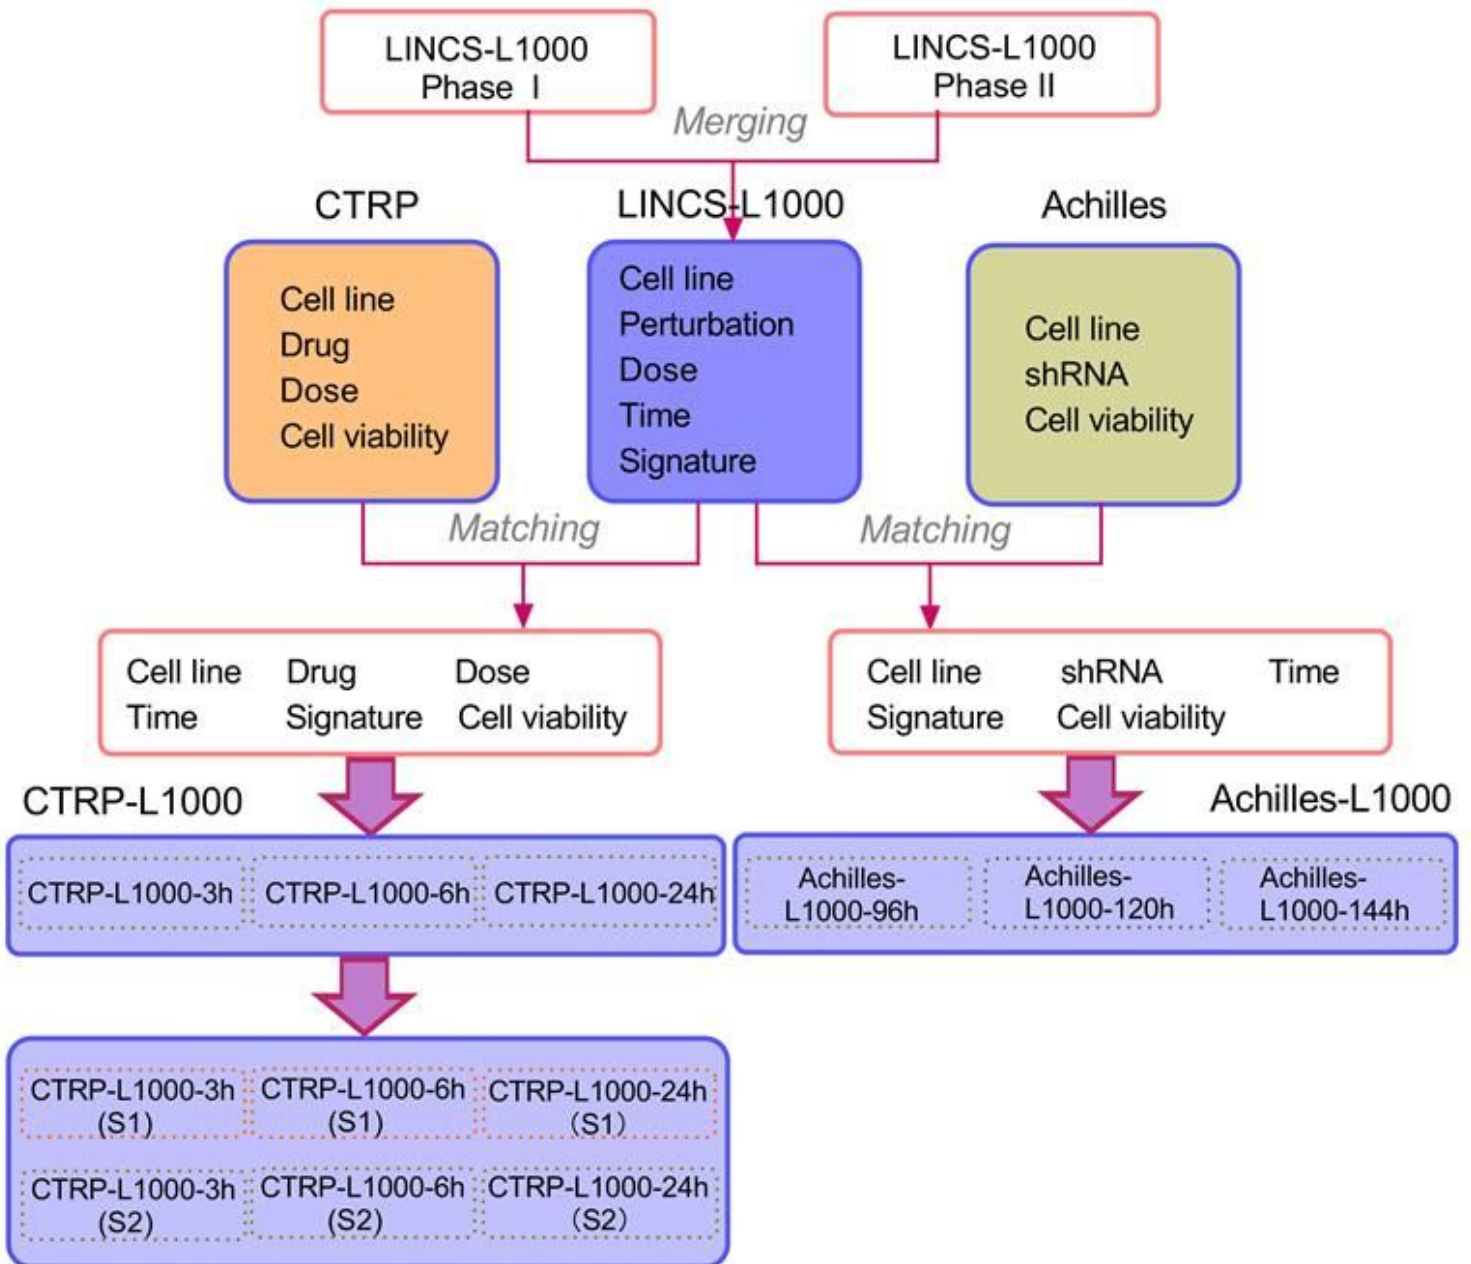 LINCS-L1000
Phase I
LINCS-L1000
Phase II
Merging
CTRP
LINCS-L1000
Achilles
Cell line
Drug
Dose
Cell viability
Cell line
Perturbation
Dose
Time
Signature
Cell line
shRNA
Cell viability
Matching
Matching
Cell line Drug Dose
Time Signature Cell viability
Cell line shRNA Time
Signature Cell viability
CTRP-L1000
Achilles-L1000
CTRP-L1000-3h
CTRP-L1000-6h
CTRP-L1000-24h
Achilles-
L1000-96h
Achilles-
L1000-120h
Achilles-
L1000-144h
CTRP-L1000-3h
(S1)
CTRP-L1000-6h
(S1)
CTRP-L1000-24h
（S1）
CTRP-L1000-3h
(S2)
CTRP-L1000-6h
(S2)
CTRP-L1000-24h
（S2）